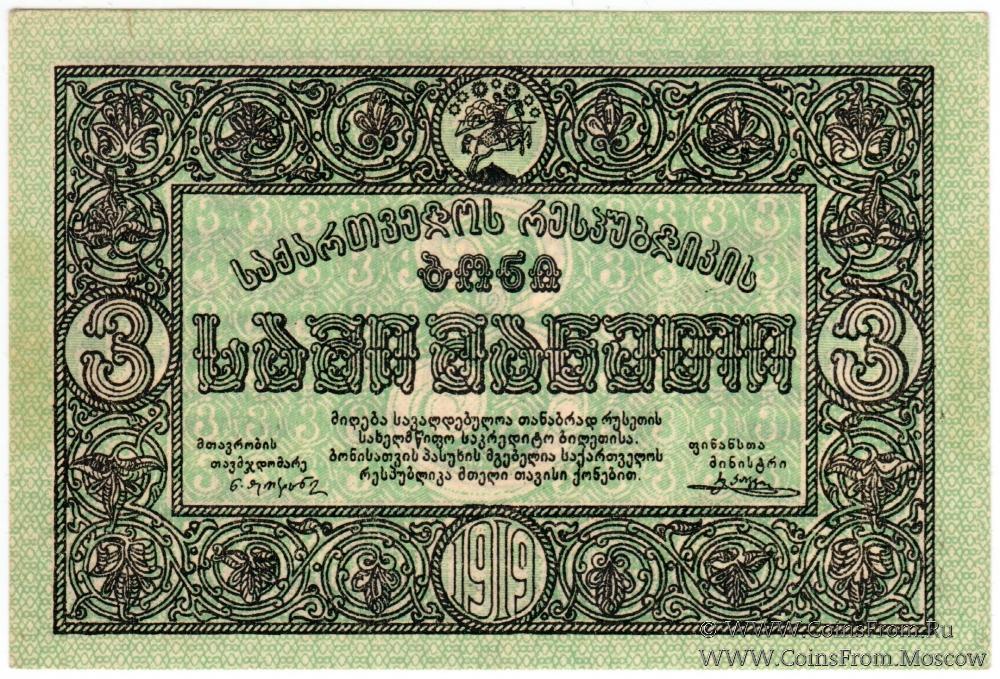 საქართველოს რესპუბლიკის
ბონი
3
სამი მანეთი
3
მიღება სავალდებულოა თანაბრად რუსეთის
სახელმწიფო საკრედიტო ბილეთისა.
ბონისათვის პასუხის მგებელია საქართველოს
რესპუბლიკა მთელი თავისი ქონებით.
მთავრობის
თავმჯდომარე
ფინანსთა
მინისტრი
1919
© WWW.CoinsFrom.Ru
WWW.CoinsFrom.Moscow